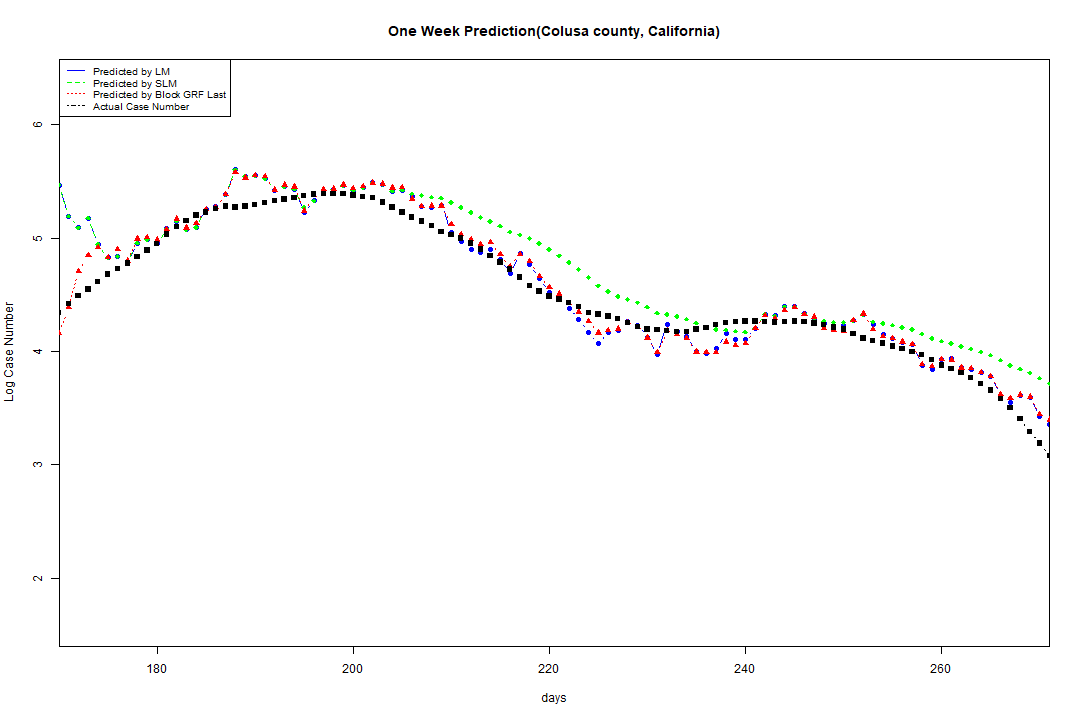 One Week Prediction(Colusa county, California)
Predicted by LM
Predicted by SLM
Predicted by Block GRF Last
Actual Case Number
Log Case Number
6
5
4
3
2
180 200 220 240 260
days